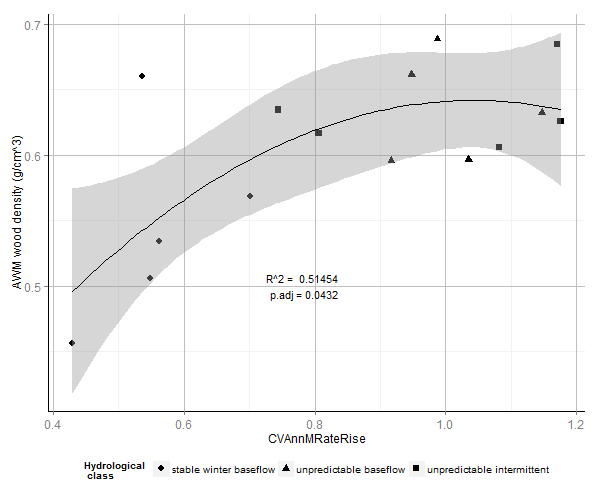 0.7
0.6
0.5
AWM wood density (g/cm^3)
R^2 = 0.51454
p.adj = 0.0432
0.4 0.6 0.8 1.0 1.2
CVAnnMRateRise
Hydrological class
stable winter baseflow
unpredictable baseflow
unpredictable intermittent